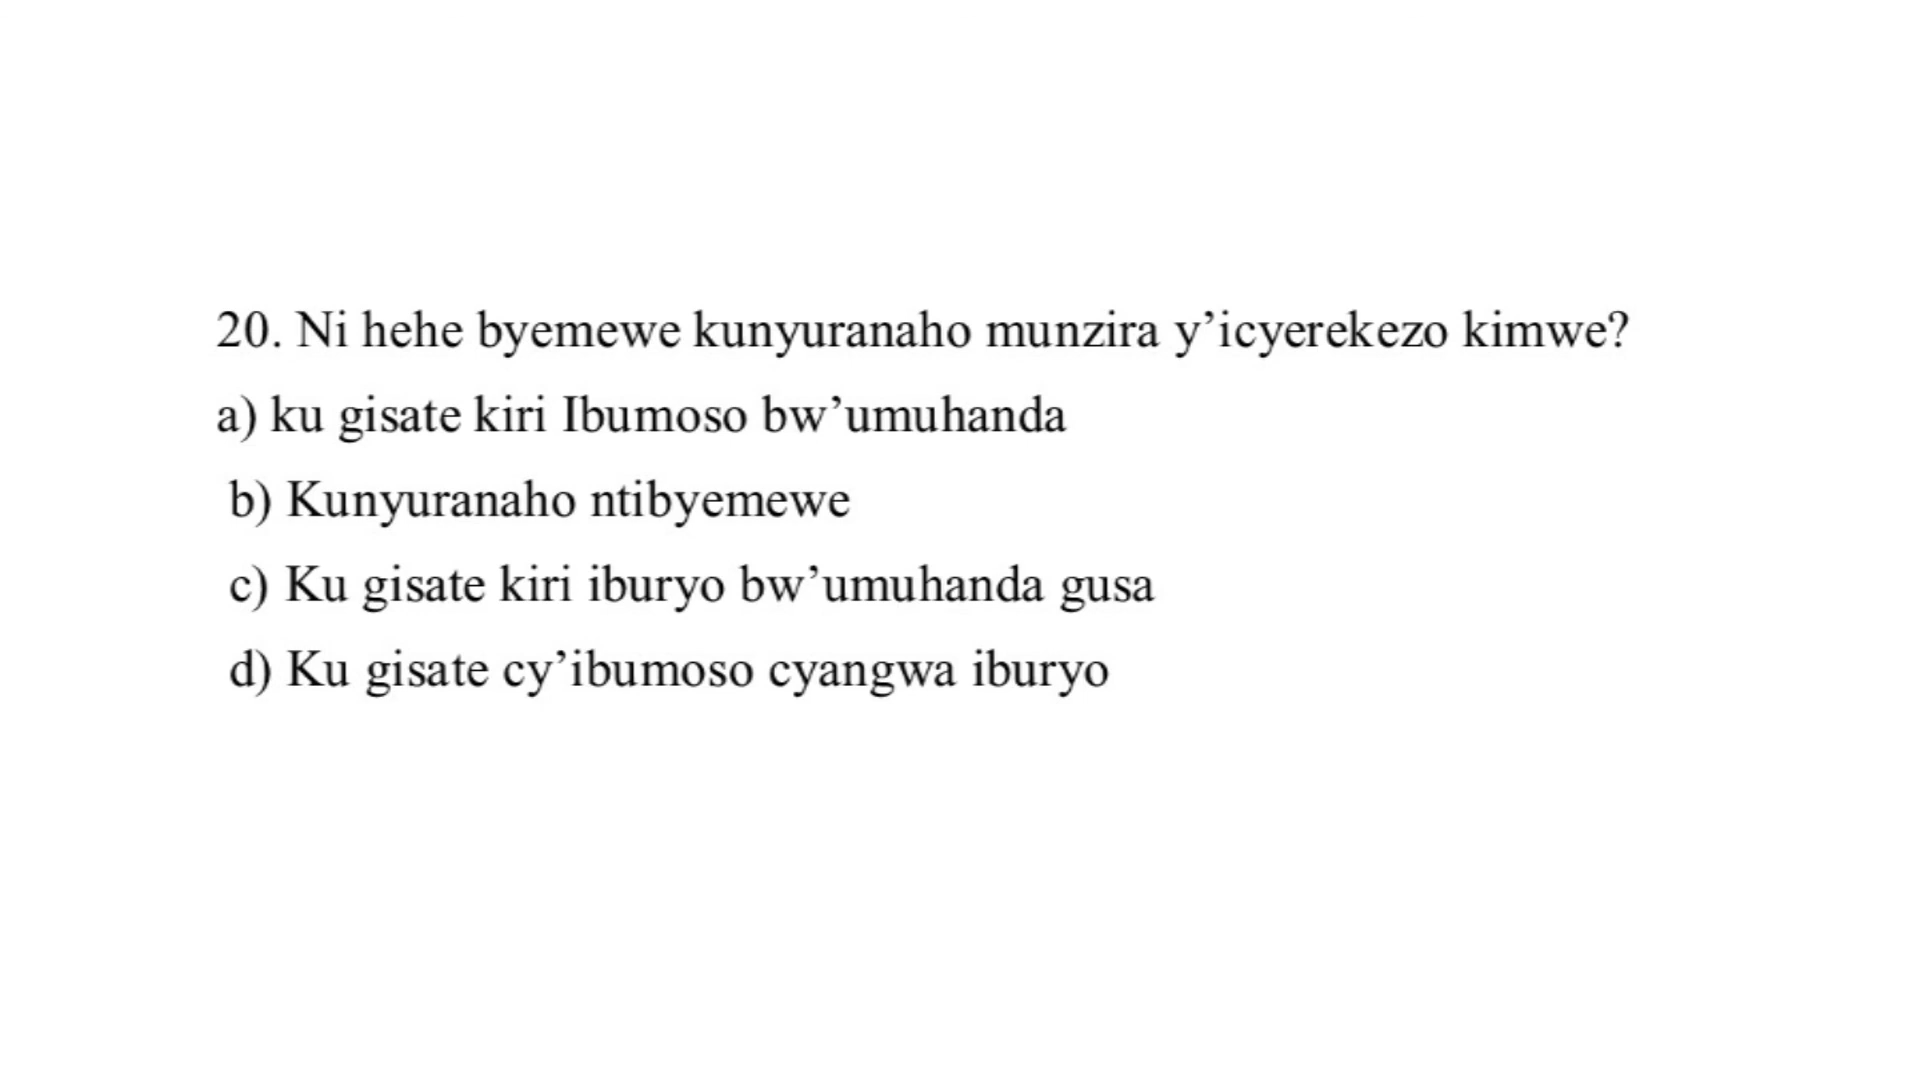 20. Ni hehe byemewe kunyuranaho munzira y’icyerekezo kimwe?
a) ku gisate kiri Ibumoso bw’umuhanda
b) Kunyuranaho ntibyemewe
c) Ku gisate kiri iburyo bw’umuhanda gusa
d) Ku gisate cy’ibumoso cyangwa iburyo